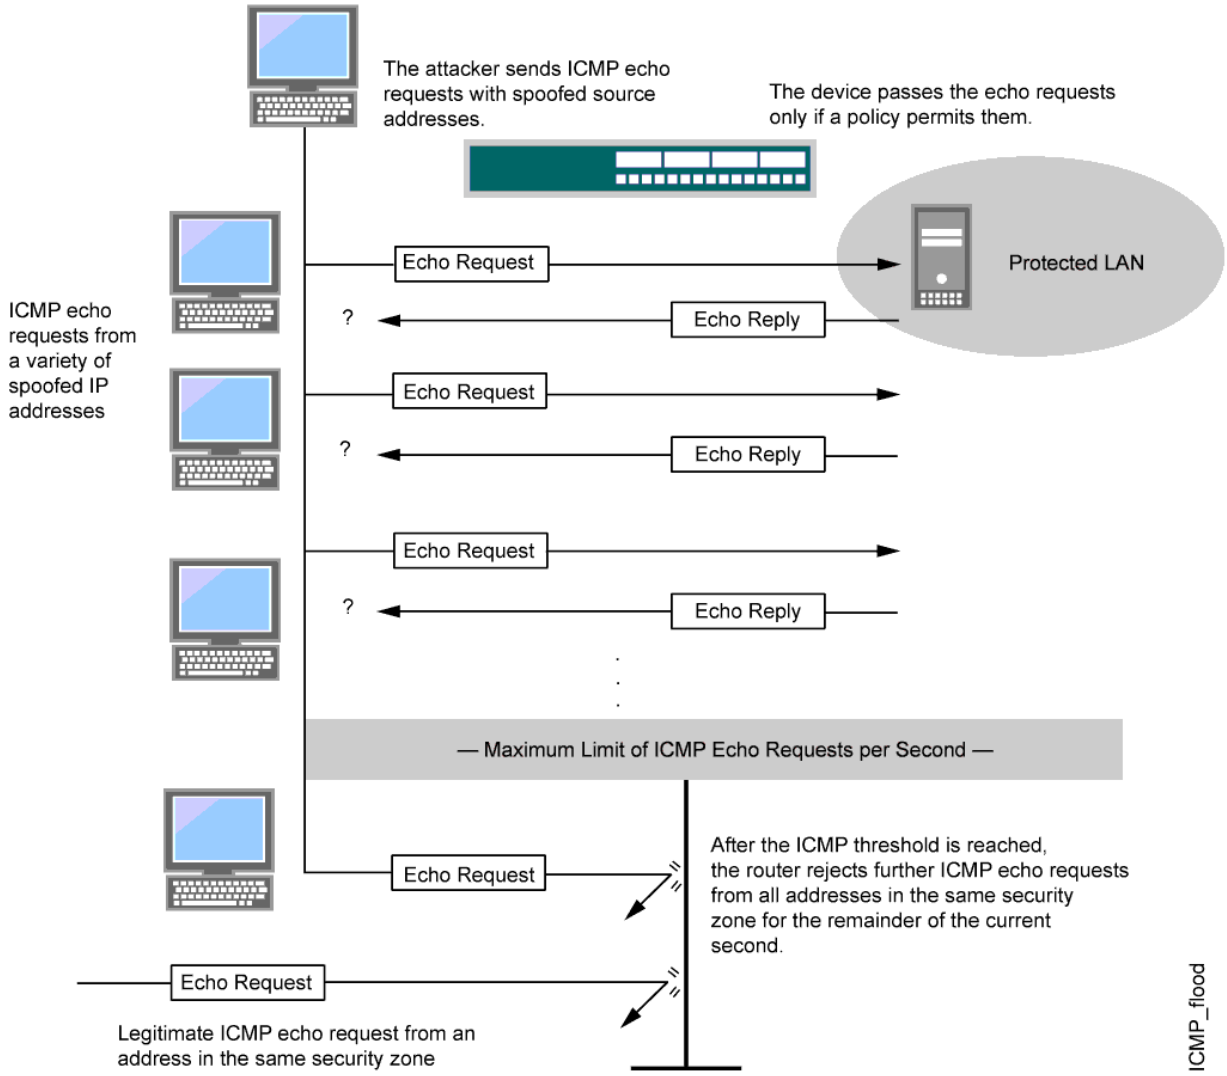 The attacker sends ICMP echo
requests with spoofed source
addresses.
The device passes the echo requests
only if a policy permits them.
ICMP echo
requests from
a variety of
spoofed IP
addresses
Echo Request
Protected LAN
?
Echo Reply
Echo Request
?
Echo Reply
Echo Request
?
Echo Reply
— Maximum Limit of ICMP Echo Requests per Second —
Echo Request
After the ICMP threshold is reached,
the router rejects further ICMP echo requests
from all addresses in the same security
zone for the remainder of the current
second.
Echo Request
Legitimate ICMP echo request from an
address in the same security zone
ICMP_flood